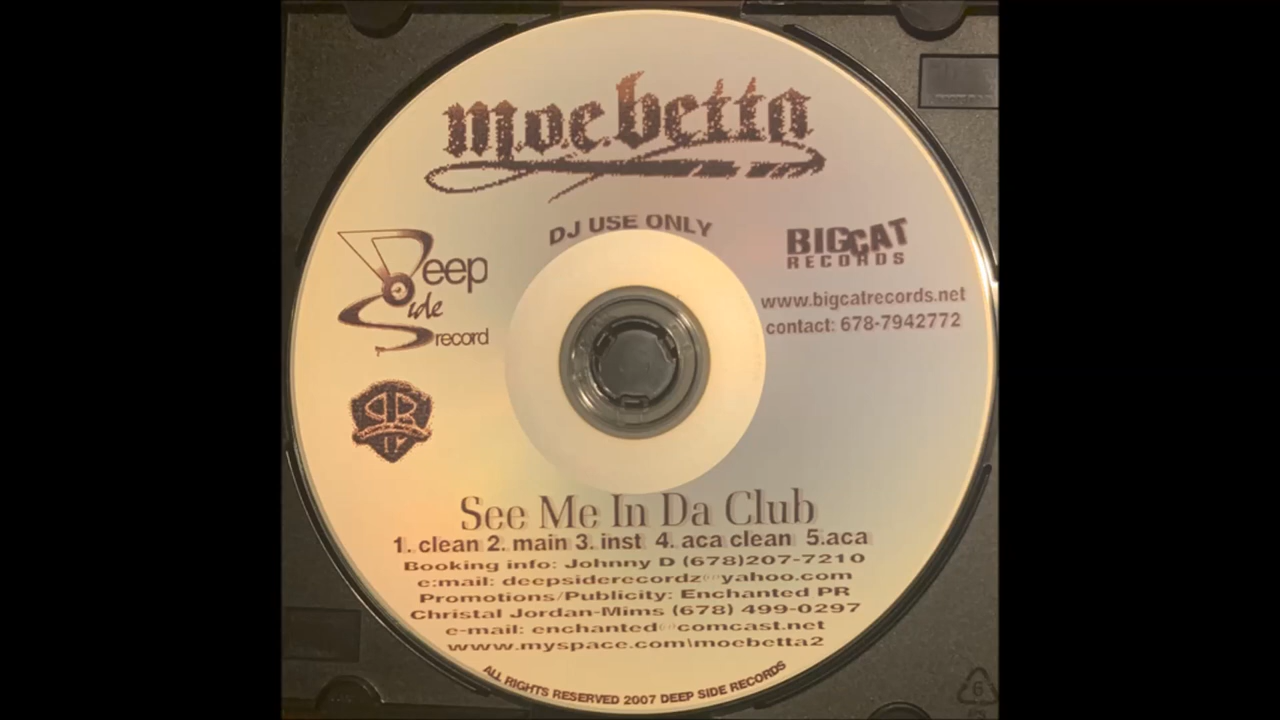 m.o.e.betta
DJ USE ONLY
Deep
Side
record
BIGCAT
RECORDS
www.bigcatrecords.net
contact: 678-7942772
See Me In Da Club
1. clean 2. main 3. inst 4. aca clean 5.aca
Booking info: Johnny D (678)207-7210
e:mail: deepsiderecordz@yahoo.com
Promotions/Publicity: Enchanted PR
Christal Jordan-Mims (678) 499-0297
e-mail: enchanted@comcast.net
www.myspace.com\moebetta2
ALL RIGHTS RESERVED 2007 DEEP SIDE RECORDS
6